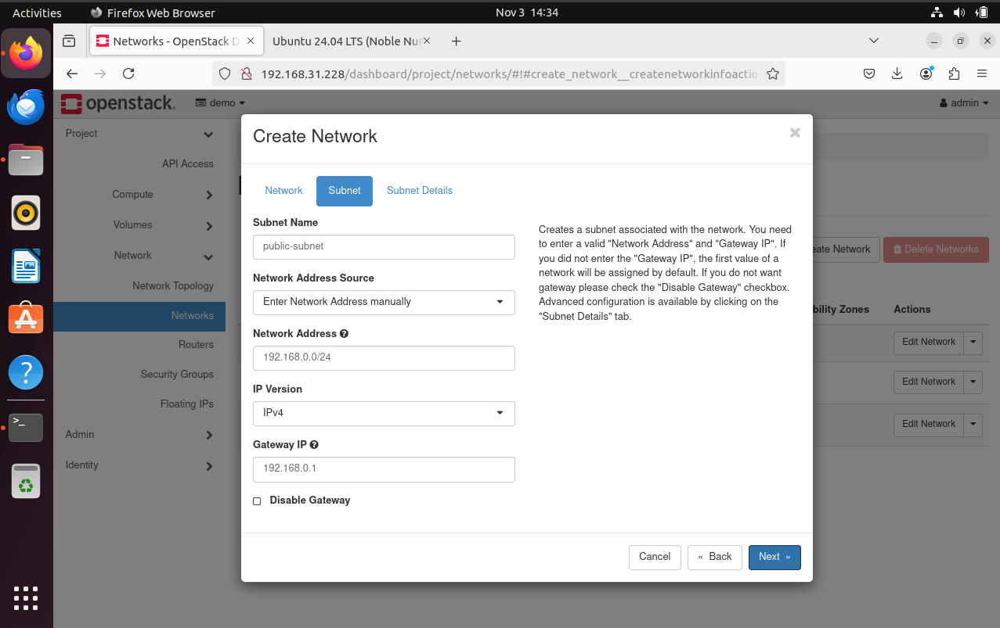 Activities
Firefox Web Browser
Nov 3 14:34
Networks - OpenStack D
Ubuntu 24.04 LTS (Noble Nu
192.168.31.228/dashboard/project/networks/#!#create_network__createnetworkinfoactio
openstack.
demo
admin
Project
API Access
Compute
Volumes
Network
Network Topology
Networks
Routers
Security Groups
Floating IPs
Admin
Identity
Create Network
Network
Subnet
Subnet Details
Subnet Name
public-subnet
Network Address Source
Enter Network Address manually
Network Address
192.168.0.0/24
IP Version
IPv4
Gateway IP
192.168.0.1
Disable Gateway
Creates a subnet associated with the network. You need
to enter a valid "Network Address" and "Gateway IP". If
you did not enter the "Gateway IP", the first value of a
network will be assigned by default. If you do not want
gateway please check the "Disable Gateway" checkbox.
Advanced configuration is available by clicking on the
"Subnet Details" tab.
Cancel
« Back
Next »
eate Network
Delete Networks
bility Zones
Actions
Edit Network
Edit Network
Edit Network